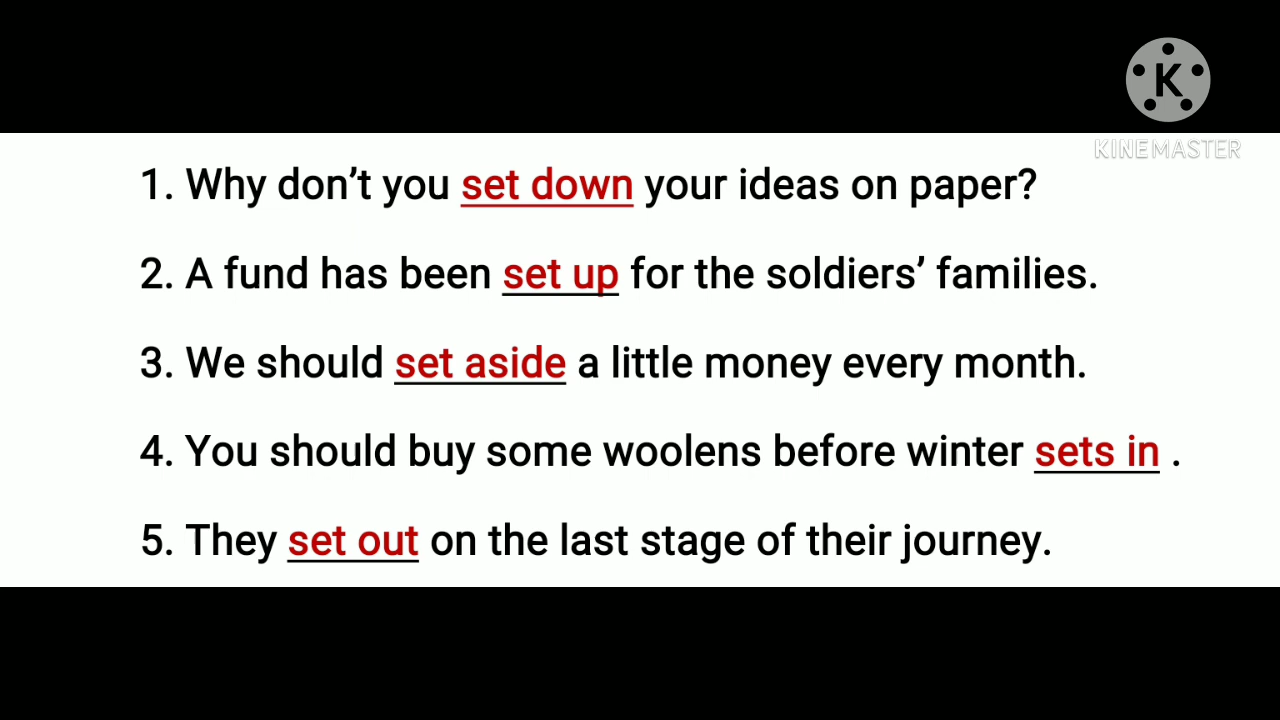 K
KINEMASTER
1. Why don’t you set down your ideas on paper?
2. A fund has been set up for the soldiers’ families.
3. We should set aside a little money every month.
4. You should buy some woolens before winter sets in .
5. They set out on the last stage of their journey.